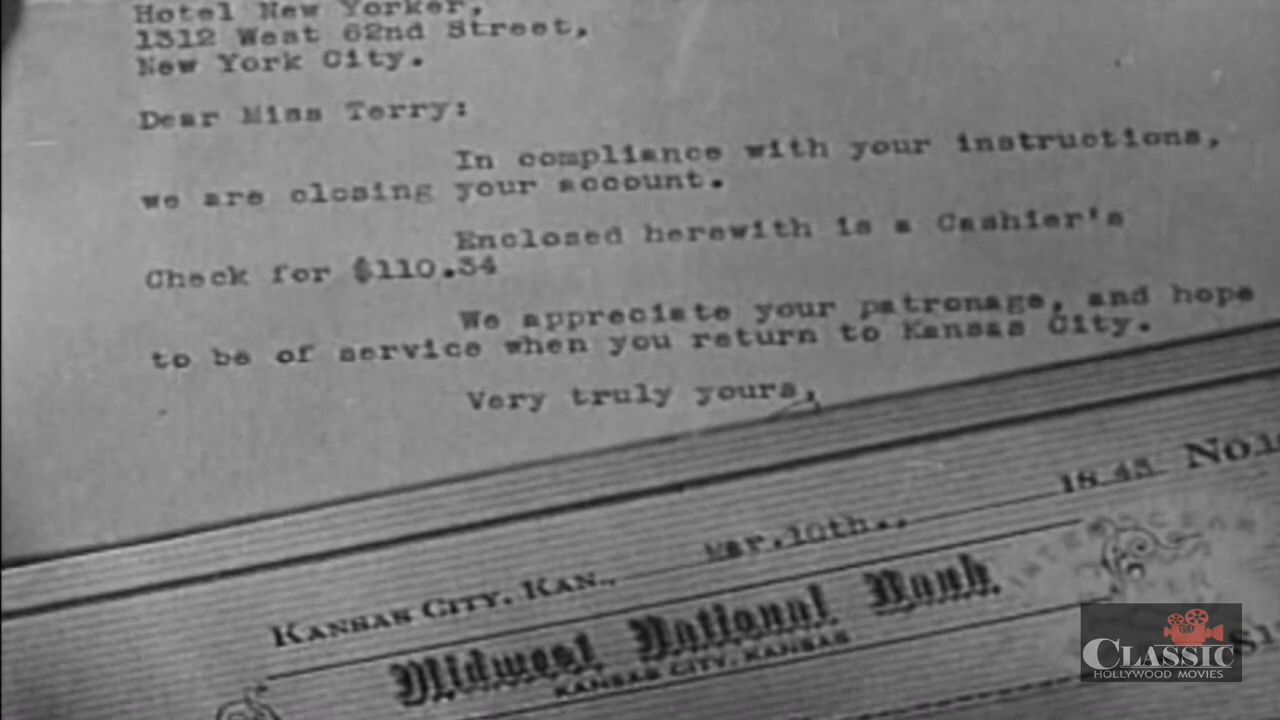 Hotel New Yorker,
1312 West 62nd Street,
New York City.
Dear Miss Terry:
In compliance with your instructions,
we are closing your account.
Enclosed herewith is a Cashier's
Check for $110.34
We appreciate your patronage, and hope
to be of service when you return to Kansas City.
Very truly yours,
No.1
Mar.10th..
KANSAS CITY, KAN.,
Midwest National Bank
KANSAS CITY, KANSAS
CLASSIC
HOLLYWOOD MOVIES